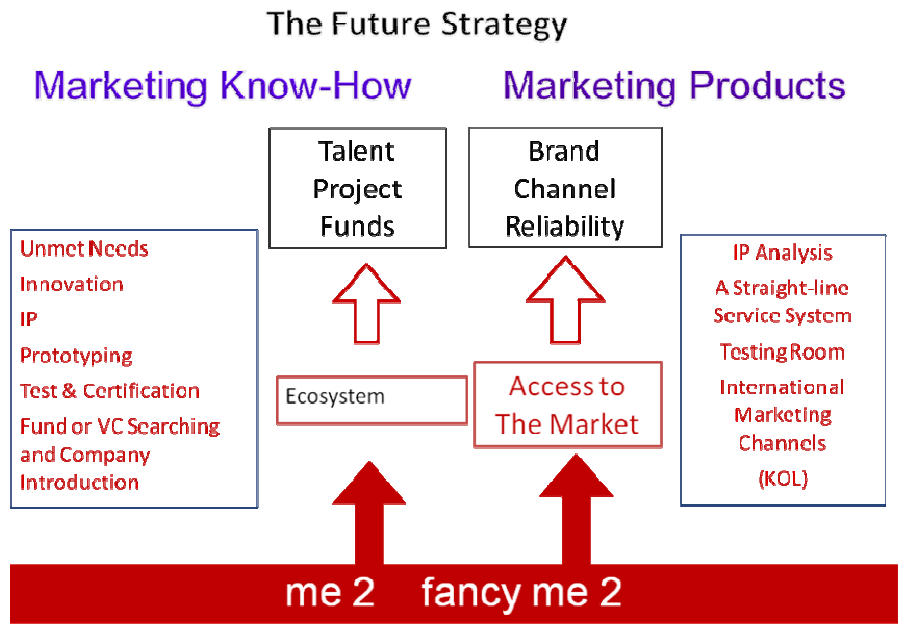 The Future Strategy
Marketing Know-How
Marketing Products
Talent
Project
Funds
Brand
Channel
Reliability
Unmet Needs
Innovation
IP
Prototyping
Test & Certification
Fund or VC Searching
and Company
Introduction
Ecosystem
Access to
The Market
IP Analysis
A Straight-line
Service System
Testing Room
International
Marketing
Channels
(KOL)
me 2
fancy me 2